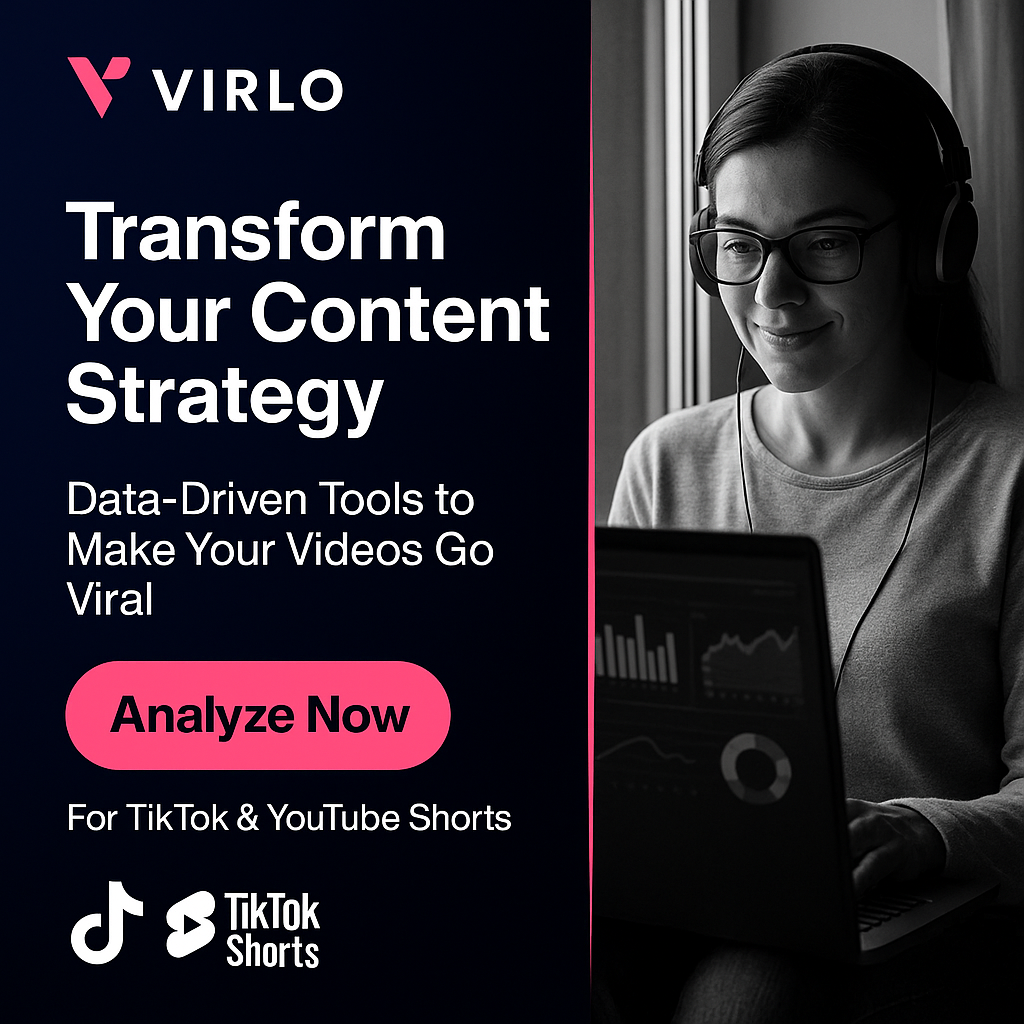 VIRLO
Transform
Your Content
Strategy
Data-Driven Tools to
Make Your Videos Go
Viral
Analyze Now
For TikTok & YouTube Shorts
TikTok
Shorts